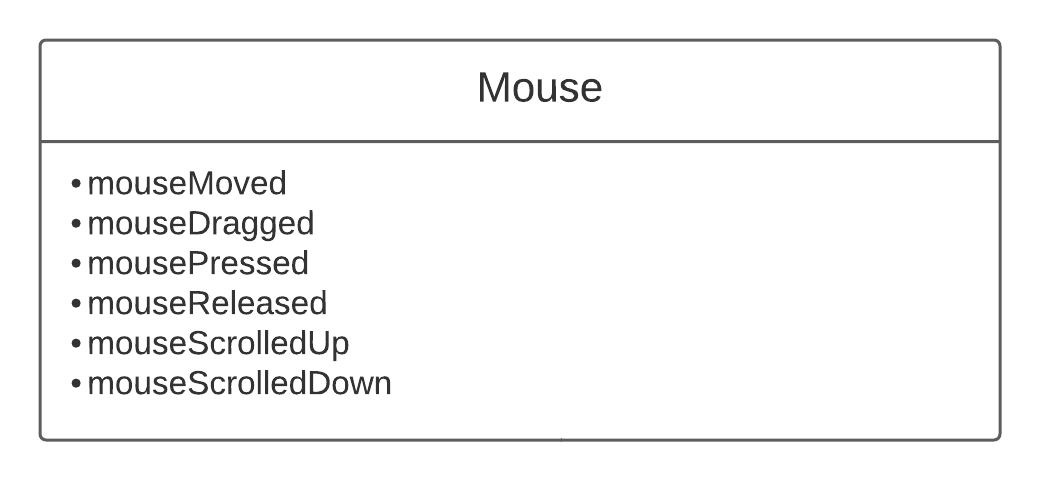 Mouse
• mouseMoved
• mouseDragged
• mousePressed
• mouseReleased
• mouseScrolledUp
• mouseScrolledDown